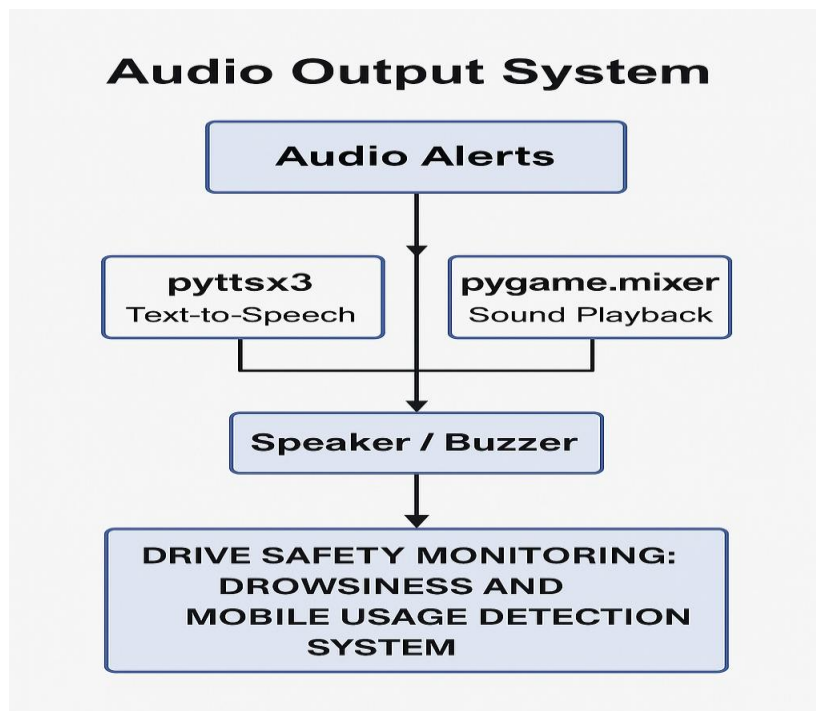 Audio Output System
Audio Alerts
pyttsx3
Text-to-Speech
pygame.mixer
Sound Playback
Speaker / Buzzer
DRIVE SAFETY MONITORING:
DROWSINESS AND
MOBILE USAGE DETECTION
SYSTEM